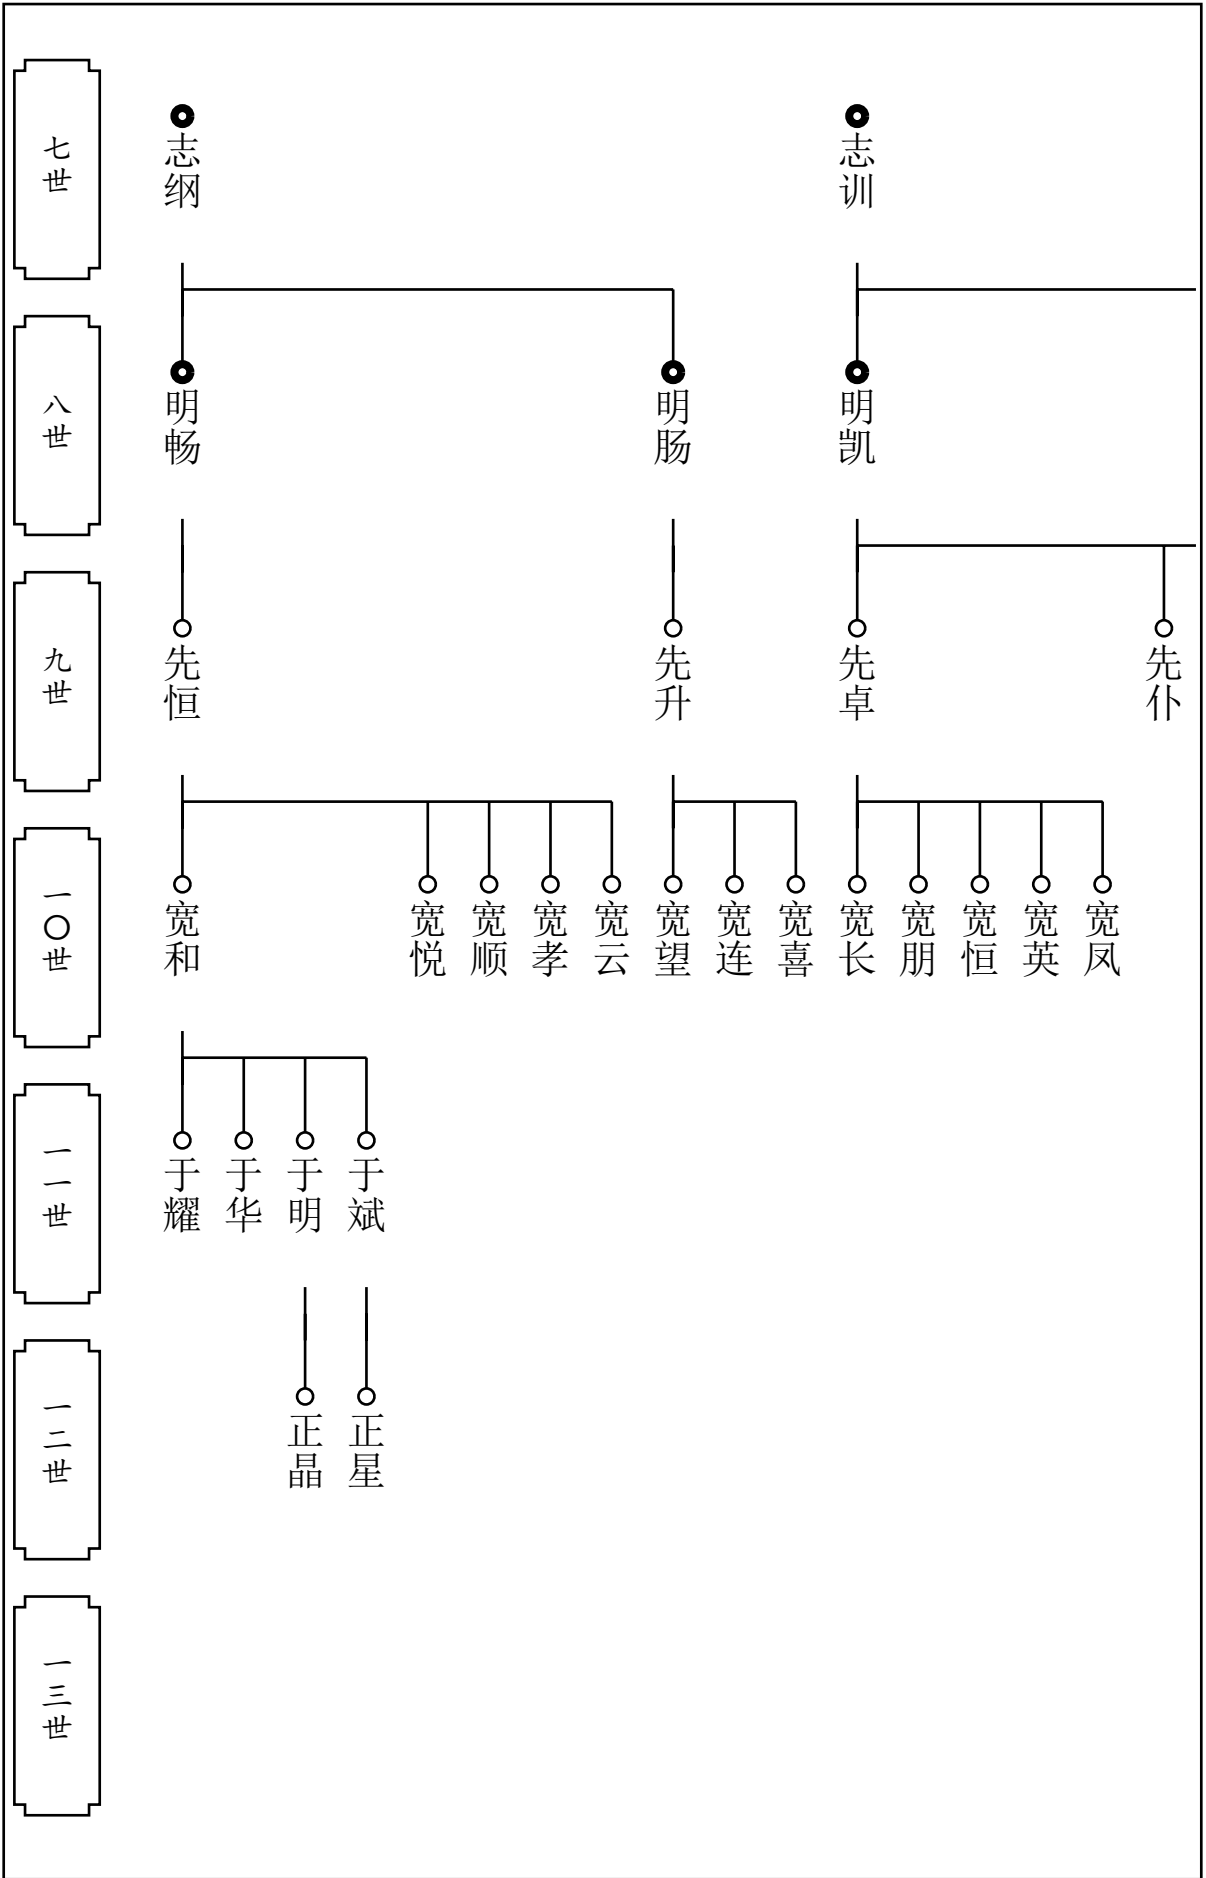 七世
志纲
志训
八世
明畅
明肠
明凯
九世
先恒
先升
先卓
先仆
一〇世
宽和
宽悦
宽顺
宽孝
宽云
宽望
宽连
宽喜
宽长
宽朋
宽恒
宽英
宽凤
一一世
于耀
于华
于明
于斌
一二世
正晶
正星
一三世